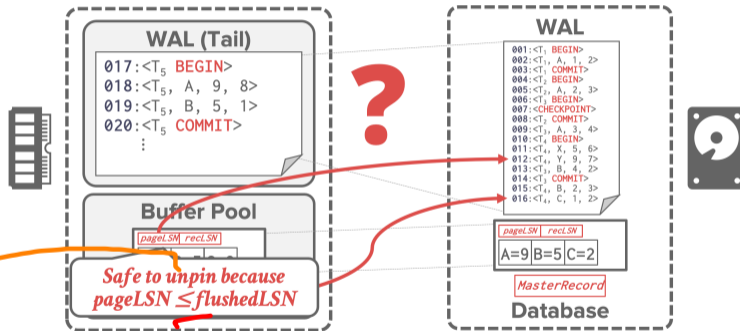 WAL (Tail)
017:<T5 BEGIN>
018:<T5, A, 9, 8>
019:<T5, B, 5, 1>
020:<T5 COMMIT>
⋮
?
Buffer Pool
pageLSN recLSN
Safe to unpin because
pageLSN ≤ flushedLSN
WAL
001:<T1 BEGIN>
002:<T1, A, 1, 2>
003:<T1 COMMIT>
004:<T2 BEGIN>
005:<T2, A, 2, 3>
006:<T3 BEGIN>
007:<CHECKPOINT>
008:<T2 COMMIT>
009:<T3, A, 3, 4>
010:<T4 BEGIN>
011:<T4, X, 5, 6>
012:<T4, Y, 9, 7>
013:<T3, B, 4, 2>
014:<T3 COMMIT>
015:<T4, B, 2, 3>
016:<T4, C, 1, 2>
pageLSN recLSN
A=9 B=5 C=2
MasterRecord
Database